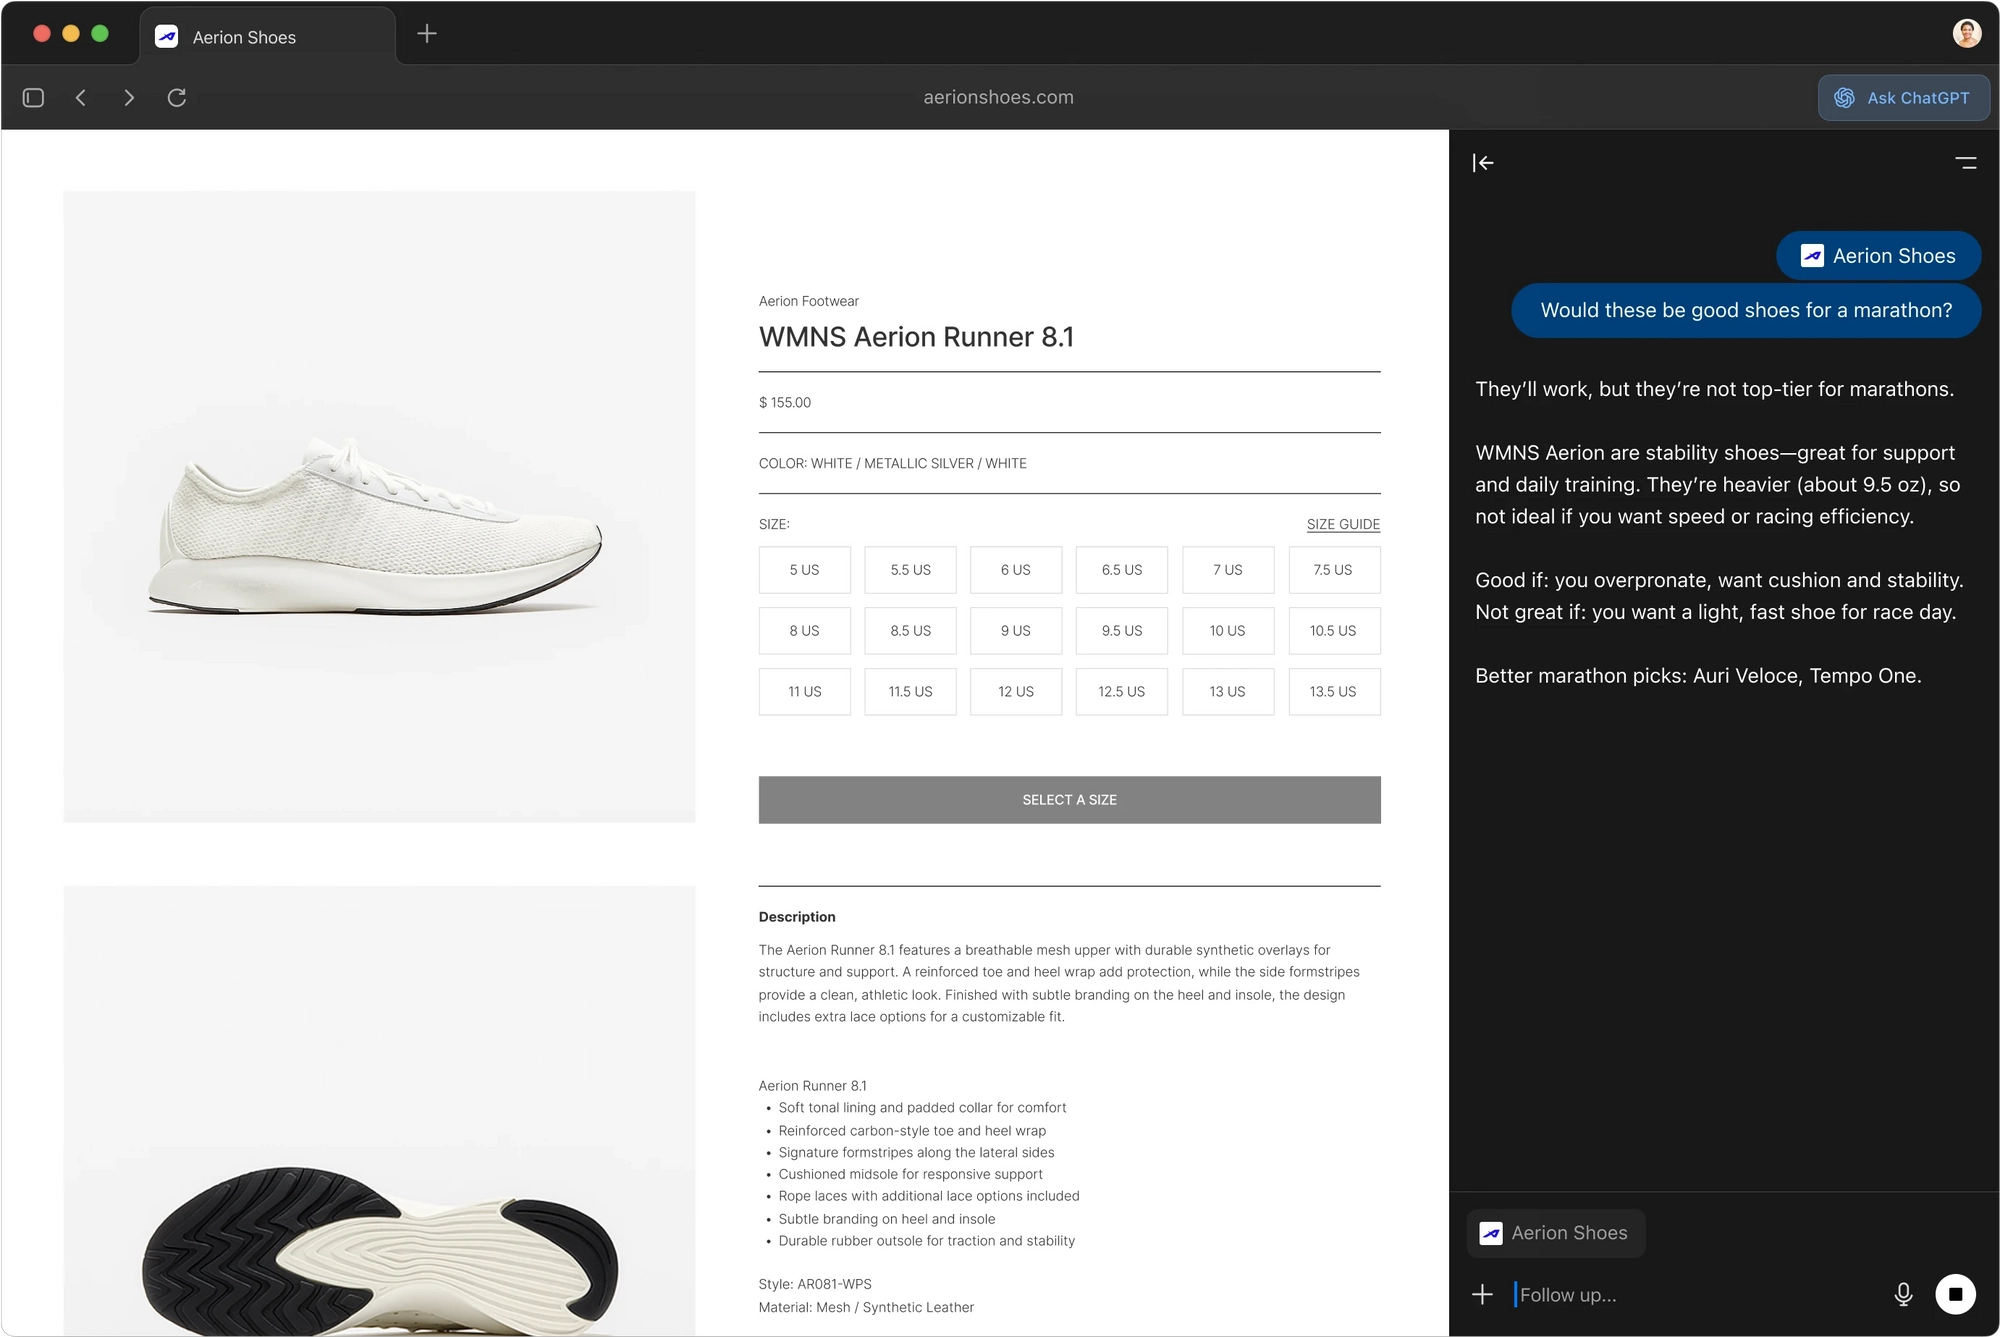 Aerion Shoes
aerionshoes.com
Ask ChatGPT
Aerion Footwear
WMNS Aerion Runner 8.1
$ 155.00
COLOR: WHITE / METALLIC SILVER / WHITE
SIZE:
SIZE GUIDE
5 US
5.5 US
6 US
6.5 US
7 US
7.5 US
8 US
8.5 US
9 US
9.5 US
10 US
10.5 US
11 US
11.5 US
12 US
12.5 US
13 US
13.5 US
SELECT A SIZE
Description
The Aerion Runner 8.1 features a breathable mesh upper with durable synthetic overlays for
structure and support. A reinforced toe and heel wrap add protection, while the side formstripes
provide a clean, athletic look. Finished with subtle branding on the heel and insole, the design
includes extra lace options for a customizable fit.
Aerion Runner 8.1
• Soft tonal lining and padded collar for comfort
• Reinforced carbon-style toe and heel wrap
• Signature formstripes along the lateral sides
• Cushioned midsole for responsive support
• Rope laces with additional lace options included
• Subtle branding on heel and insole
• Durable rubber outsole for traction and stability
Style: AR081-WPS
Material: Mesh / Synthetic Leather
Aerion Shoes
Would these be good shoes for a marathon?
They’ll work, but they’re not top-tier for marathons.
WMNS Aerion are stability shoes—great for support
and daily training. They’re heavier (about 9.5 oz), so
not ideal if you want speed or racing efficiency.
Good if: you overpronate, want cushion and stability.
Not great if: you want a light, fast shoe for race day.
Better marathon picks: Auri Veloce, Tempo One.
Aerion Shoes
Follow up...